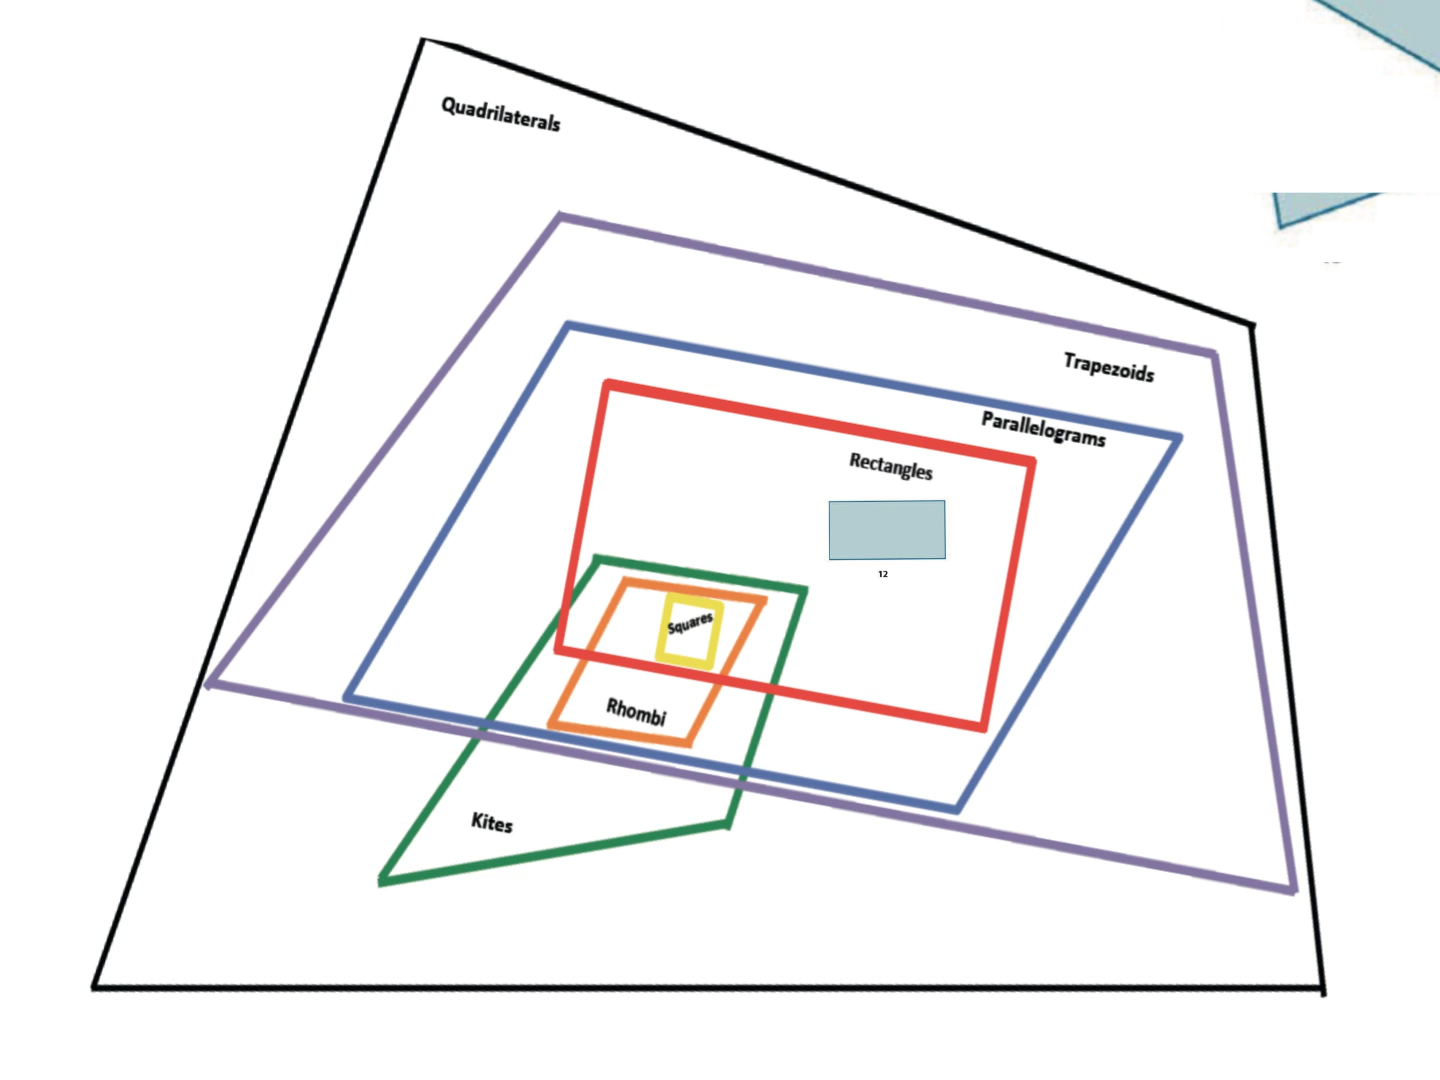 Quadrilaterals
Trapezoids
Parallelograms
Rectangles
12
Squares
Rhombi
Kites